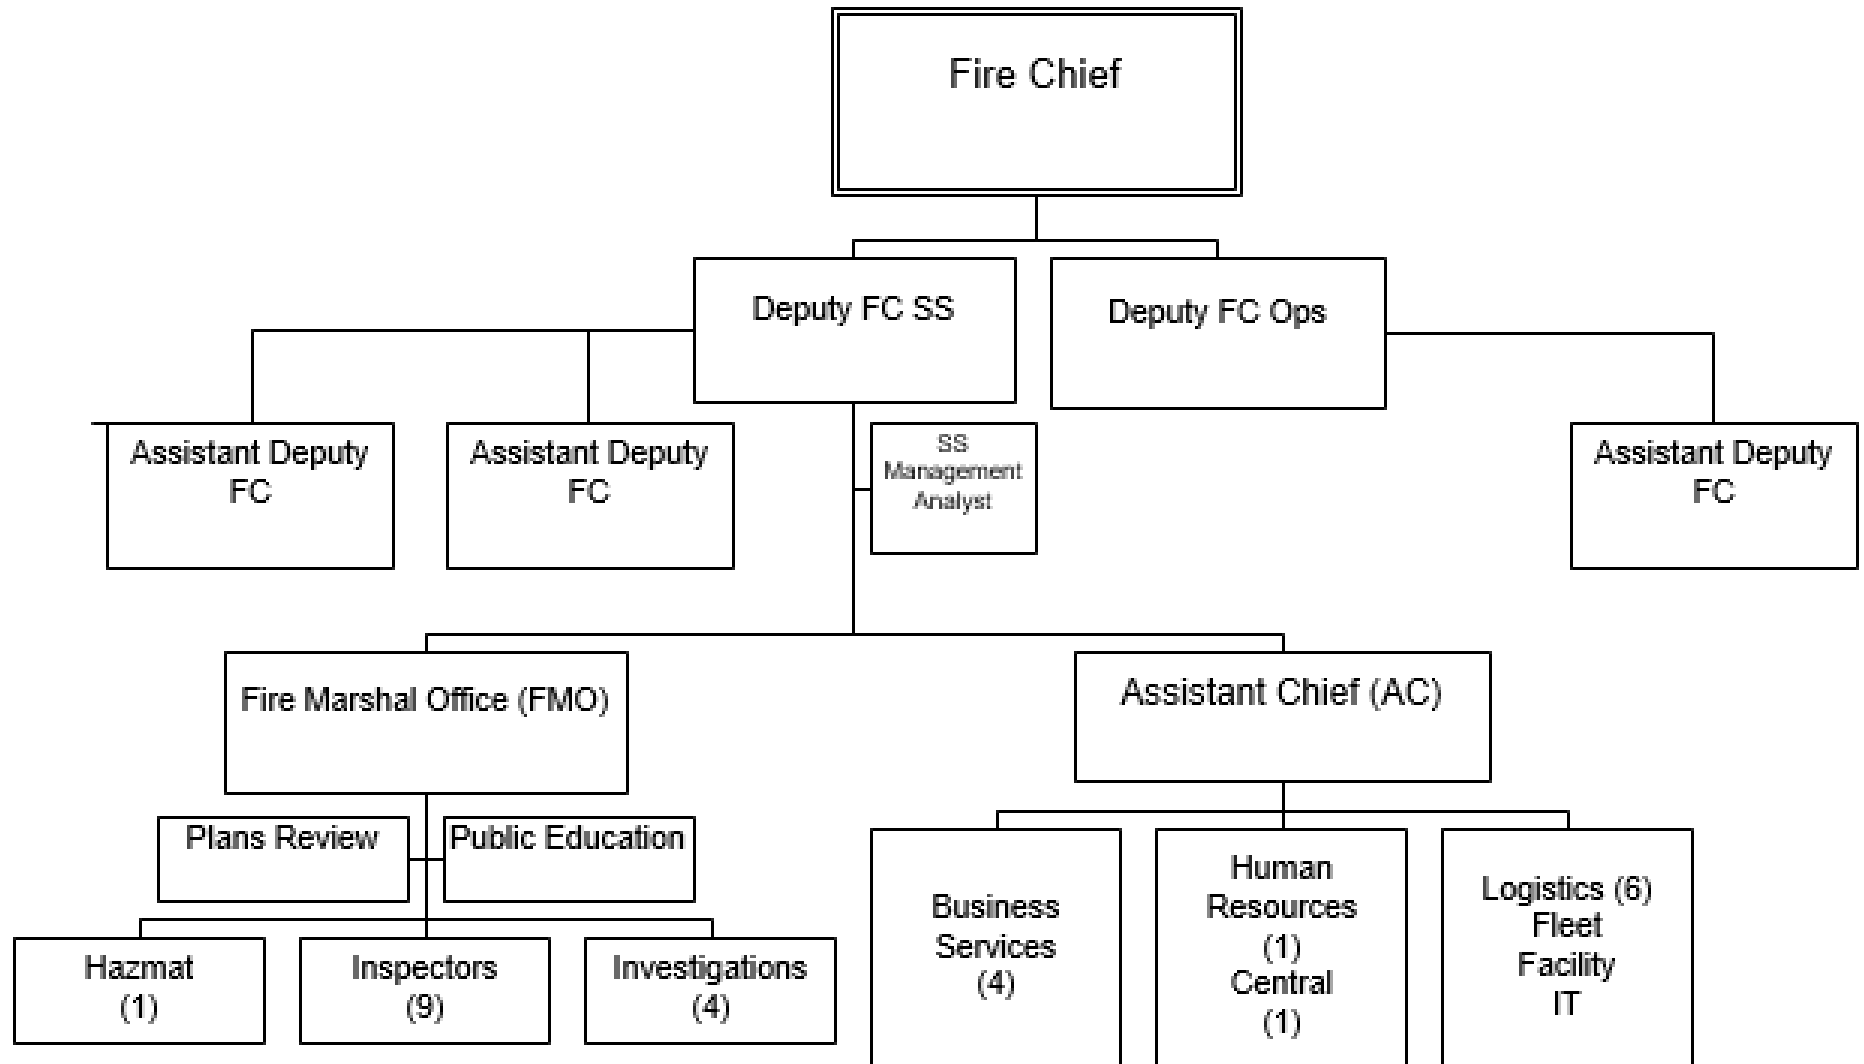 Fire Chief
Deputy FC SS
Deputy FC Ops
Assistant Deputy
FC
Assistant Deputy
FC
SS
Management
Analyst
Assistant Deputy
FC
Fire Marshal Office (FMO)
Assistant Chief (AC)
Plans Review
Public Education
Hazmat
(1)
Inspectors
(9)
Investigations
(4)
Business
Services
(4)
Human
Resources
(1)
Central
(1)
Logistics (6)
Fleet
Facility
IT